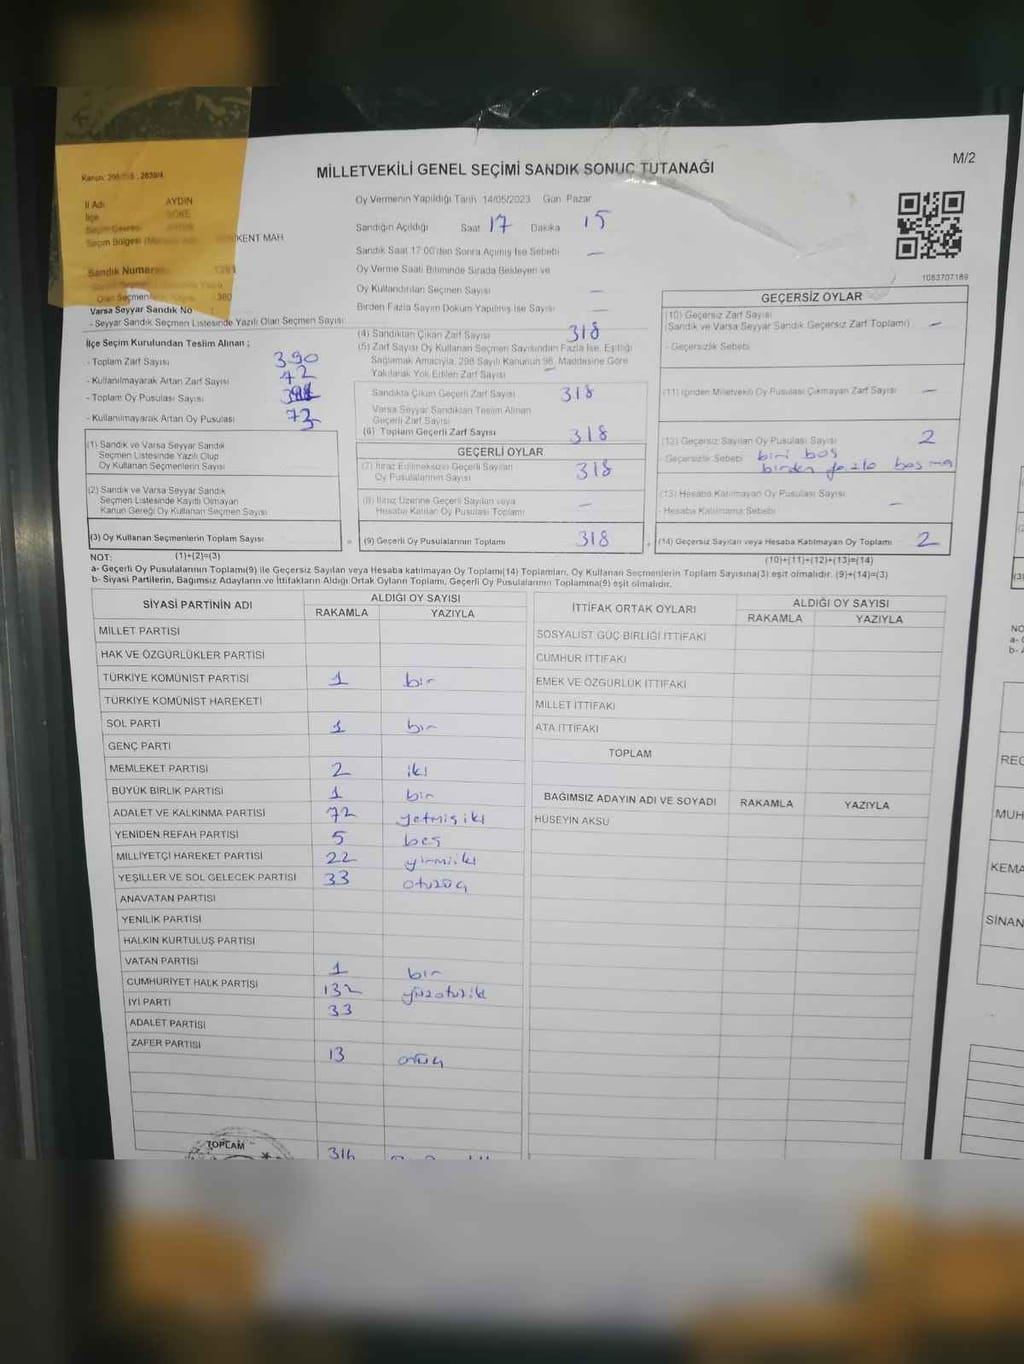 M/2
MİLLETVEKİLİ GENEL SEÇİMİ SANDIK SONUÇ TUTANAĞI
İl Adı AYDIN
İlçe SÖKE
KENT MAH
Sandık Numarası
380
Varsa Seyyar Sandık No :
- Seyyar Sandık Seçmen Listesinde Yazılı Olan Seçmen Sayısı
İlçe Seçim Kurulundan Teslim Alınan ;
- Toplam Zarf Sayısı 390
- Kullanılmayarak Artan Zarf Sayısı 72
- Toplam Oy Pusulası Sayısı
- Kullanılmayarak Artan Oy Pusulası 73
(1) Sandık ve Varsa Seyyar Sandık
Seçmen Listesinde Yazılı Olup
Oy Kullanan Seçmenlerin Sayısı
(2) Sandık ve Varsa Seyyar Sandık
Seçmen Listesinde Kayıtlı Olmayan
Kanun Gereği Oy Kullanan Seçmen Sayısı
(3) Oy Kullanan Seçmenlerin Toplam Sayısı
Oy Vermenin Yapıldığı Tarih 14/05/2023 Gün Pazar
Sandığın Açıldığı Saat 17 Dakika 15
Sandık Saat 17:00'den Sonra Açılmış İse Sebebi —
Oy Verme Saati Bitiminde Sırada Bekleyen ve
Oy Kullandırılan Seçmen Sayısı —
Birden Fazla Sayım Döküm Yapılmış İse Sayısı —
(4) Sandıktan Çıkan Zarf Sayısı 318
(5) Zarf Sayısı Oy Kullanan Seçmen Sayısından Fazla İse, Eşitliği
Sağlamak Amacıyla, 298 Sayılı Kanunun 98. Maddesine Göre
Yakılarak Yok Edilen Zarf Sayısı —
Sandıkta Çıkan Geçerli Zarf Sayısı 318
Varsa Seyyar Sandıktan Teslim Alınan
Geçerli Zarf Sayısı
(6) Toplam Geçerli Zarf Sayısı 318
GEÇERLİ OYLAR
(7) İtiraz Edilmeksizin Geçerli Sayılan
Oy Pusulalarının Sayısı 318
(8) İtiraz Üzerine Geçerli Sayılan veya
Hesaba Katılan Oy Pusulası Toplamı —
(9) Geçerli Oy Pusulalarının Toplamı 318
1083707189
GEÇERSİZ OYLAR
(10) Geçersiz Zarf Sayısı
(Sandık ve Varsa Seyyar Sandık Geçersiz Zarf Toplamı) —
- Geçersizlik Sebebi
(11) İçinden Milletvekili Oy Pusulası Çıkmayan Zarf Sayısı —
(12) Geçersiz Sayılan Oy Pusulası Sayısı 2
- Geçersizlik Sebebi biri boş
birden fazla basma
(13) Hesaba Katılmayan Oy Pusulası Sayısı —
- Hesaba Katılmama Sebebi
(14) Geçersiz Sayılan veya Hesaba Katılmayan Oy Toplamı 2
NOT: (1)+(2)=(3) (10)+(11)+(12)+(13)=(14)
a- Geçerli Oy Pusulalarının Toplamı(9) ile Geçersiz Sayılan veya Hesaba katılmayan Oy Toplamı(14) Toplamları, Oy Kullanan Seçmenlerin Toplam Sayısına(3) eşit olmalıdır. (9)+(14)=(3)
b- Siyasi Partilerin, Bağımsız Adayların ve İttifakların Aldığı Ortak Oyların Toplamı, Geçerli Oy Pusulalarının Toplamına(9) eşit olmalıdır.
SİYASİ PARTİNİN ADI ALDIĞI OY SAYISI
RAKAMLA YAZIYLA
MİLLET PARTİSİ
HAK VE ÖZGÜRLÜKLER PARTİSİ
TÜRKİYE KOMÜNİST PARTİSİ 1 bir
TÜRKİYE KOMÜNİST HAREKETİ
SOL PARTİ 1 bir
GENÇ PARTİ
MEMLEKET PARTİSİ 2 iki
BÜYÜK BİRLİK PARTİSİ 1 bir
ADALET VE KALKINMA PARTİSİ 72 yetmişiki
YENİDEN REFAH PARTİSİ 5 beş
MİLLİYETÇİ HAREKET PARTİSİ 22 yirmiiki
YEŞİLLER VE SOL GELECEK PARTİSİ 33 otuzüç
ANAVATAN PARTİSİ
YENİLİK PARTİSİ
HALKIN KURTULUŞ PARTİSİ
VATAN PARTİSİ 1 bir
CUMHURİYET HALK PARTİSİ 132 yüzotuziki
İYİ PARTİ 33
ADALET PARTİSİ
ZAFER PARTİSİ 13 onüç
TOPLAM 316
İTTİFAK ORTAK OYLARI ALDIĞI OY SAYISI
RAKAMLA YAZIYLA
SOSYALİST GÜÇ BİRLİĞİ İTTİFAKI
CUMHUR İTTİFAKI
EMEK VE ÖZGÜRLÜK İTTİFAKI
MİLLET İTTİFAKI
ATA İTTİFAKI
TOPLAM
BAĞIMSIZ ADAYIN ADI VE SOYADI RAKAMLA YAZIYLA
HÜSEYİN AKSU
REC
MUH
KEMA
SİNAN